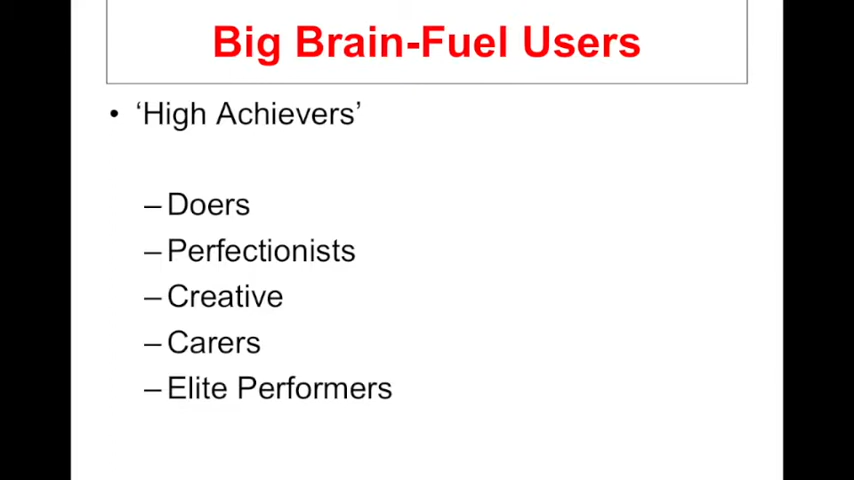 Big Brain-Fuel Users
• ‘High Achievers’
– Doers
– Perfectionists
– Creative
– Carers
– Elite Performers